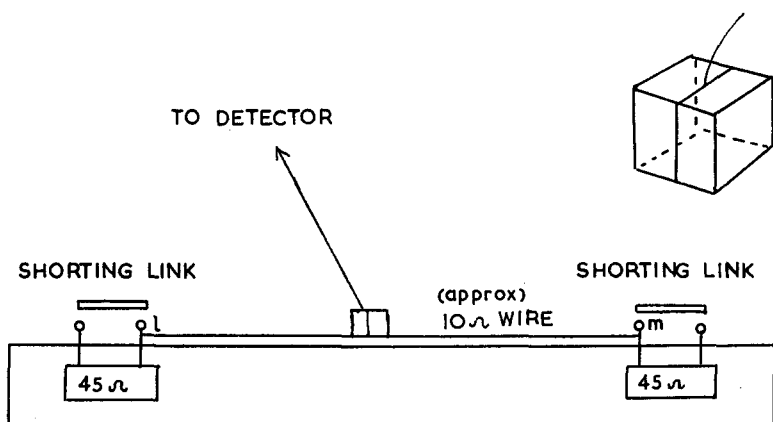 TO DETECTOR
SHORTING LINK
SHORTING LINK
(approx)
10Ω WIRE
l
m
45Ω
45Ω